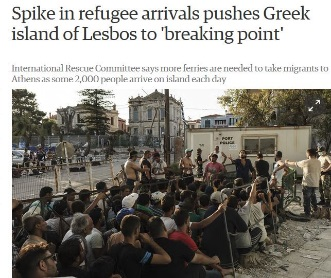 Spike in refugee arrivals pushes Greek
island of Lesbos to 'breaking point'
International Rescue Committee says more ferries are needed to take migrants to
Athens as some 2,000 people arrive on island each day
PORT POLICE